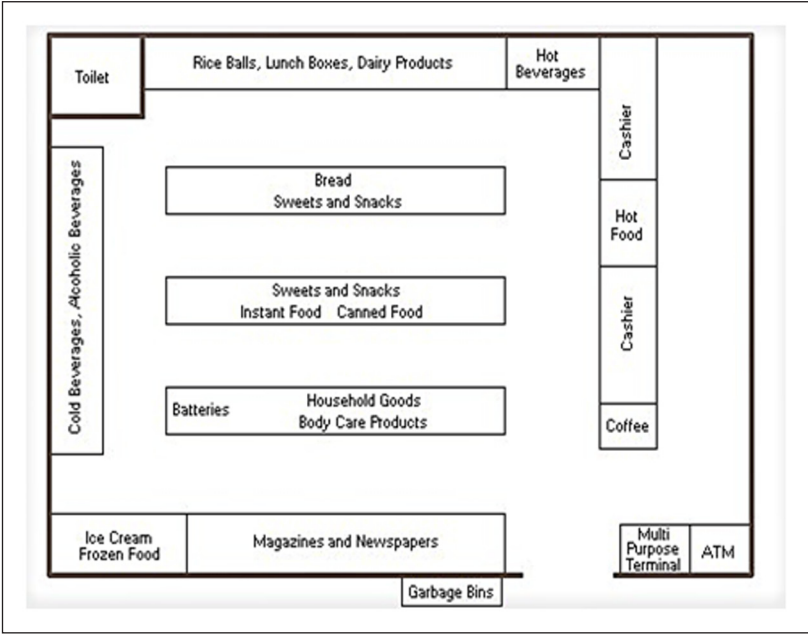 Toilet
Rice Balls, Lunch Boxes, Dairy Products
Hot
Beverages
Cashier
Cold Beverages, Alcoholic Beverages
Bread
Sweets and Snacks
Hot
Food
Sweets and Snacks
Instant Food Canned Food
Cashier
Batteries
Household Goods
Body Care Products
Coffee
Ice Cream
Frozen Food
Magazines and Newspapers
Multi
Purpose
Terminal
ATM
Garbage Bins